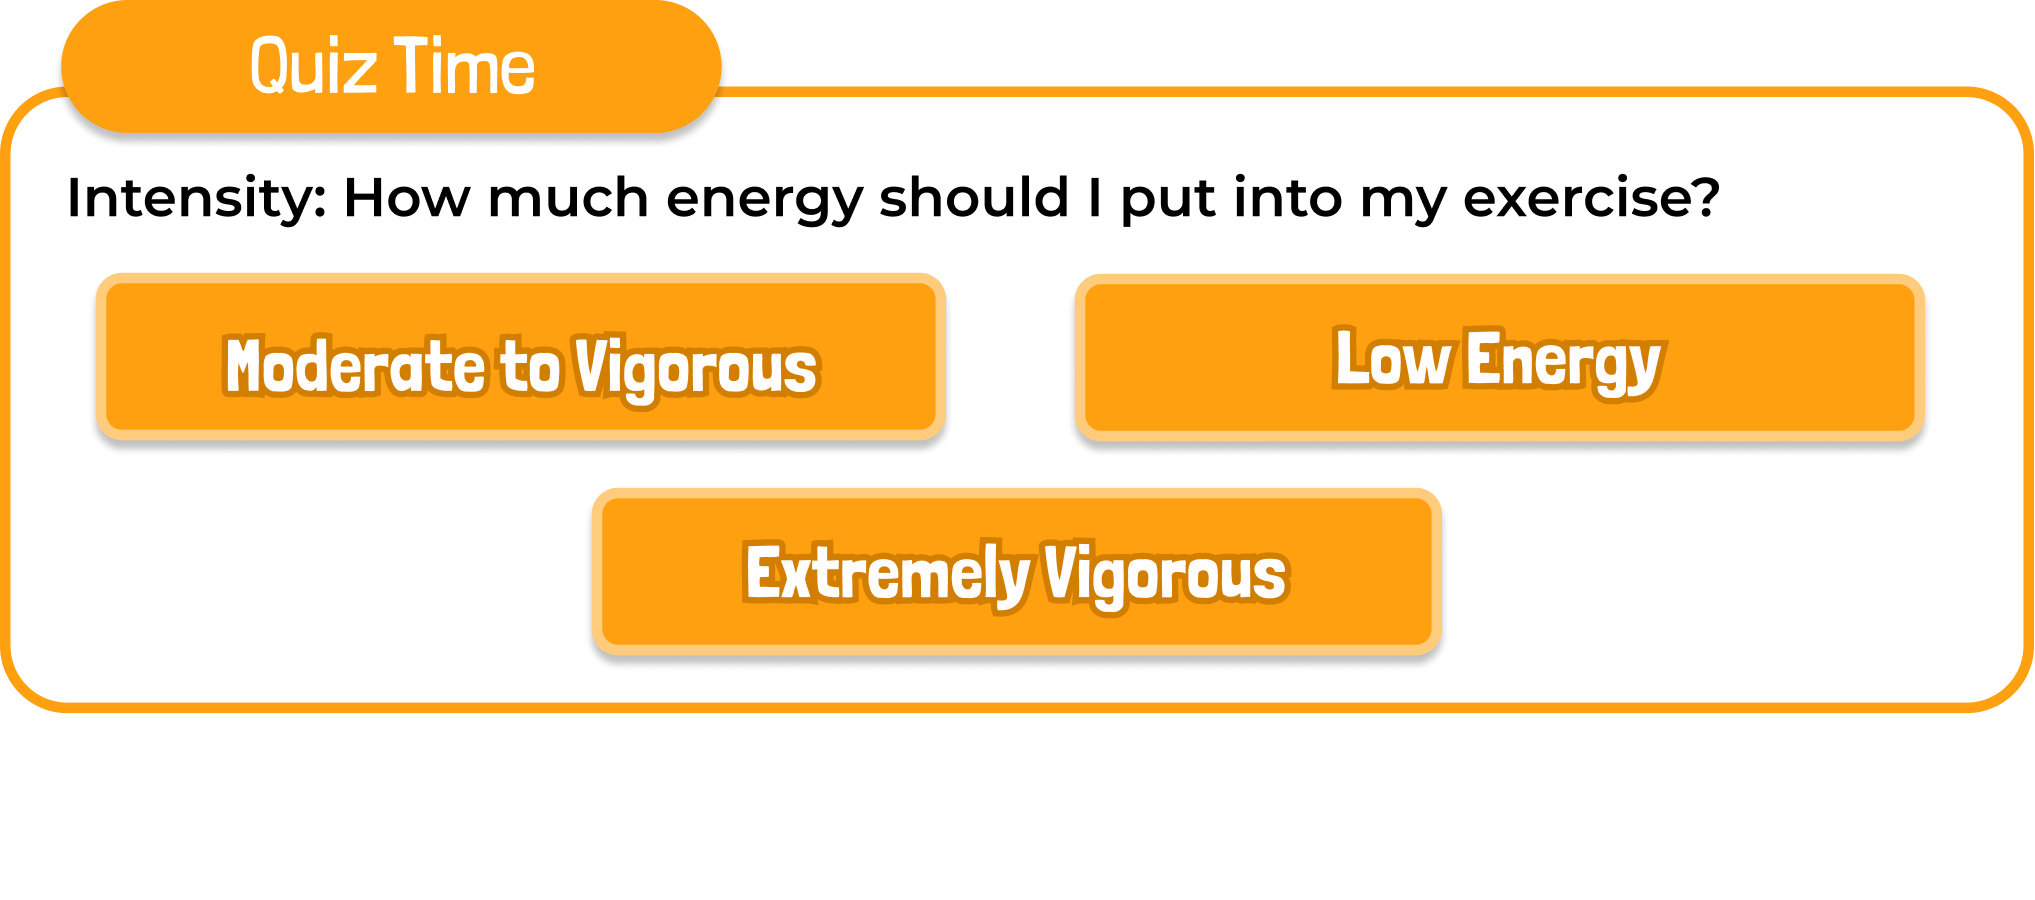 Quiz Time
Intensity: How much energy should I put into my exercise?
Moderate to Vigorous
Low Energy
Extremely Vigorous